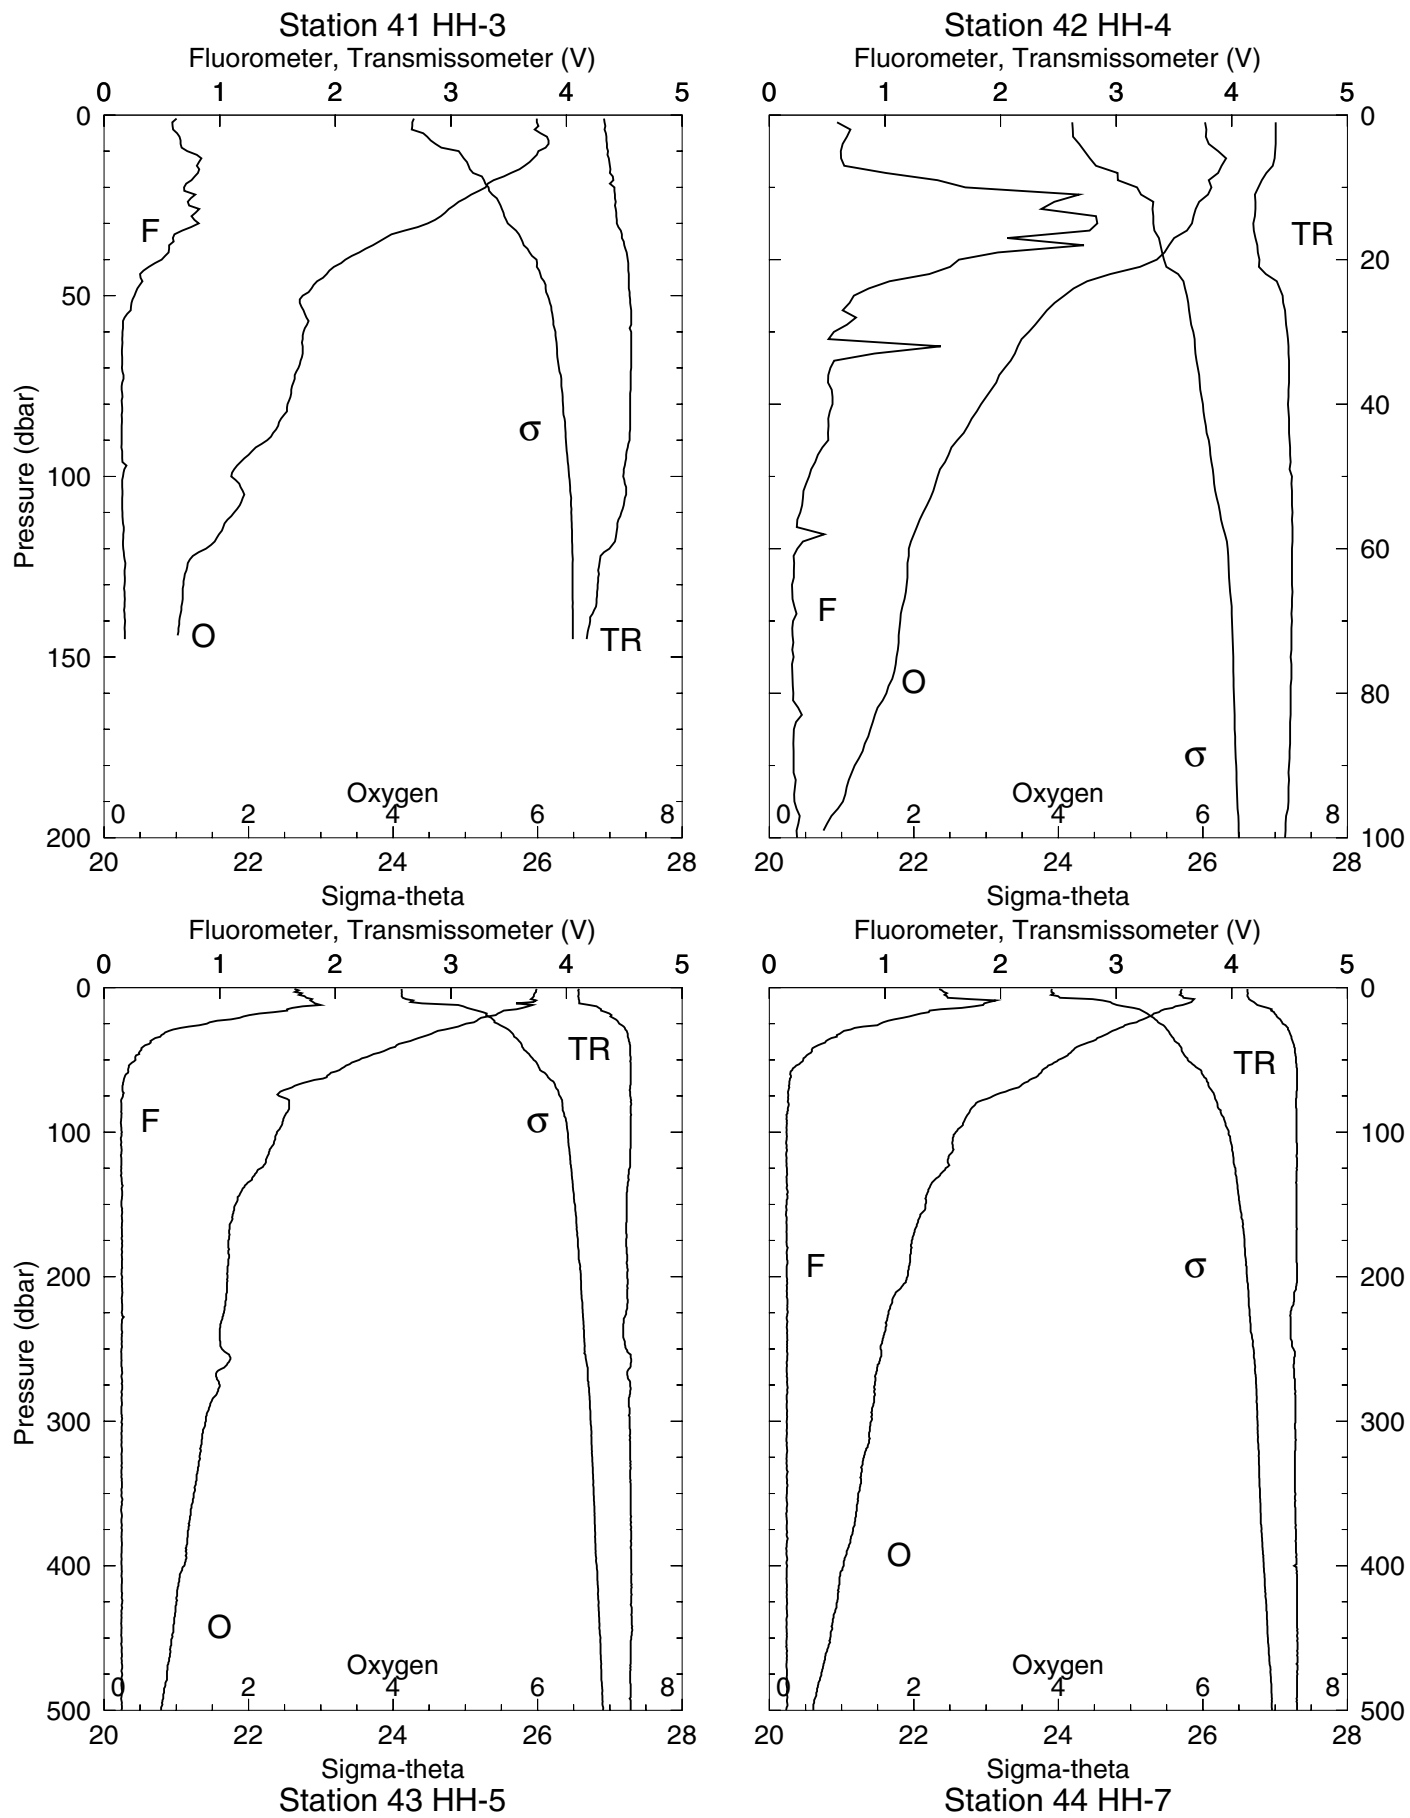 Station 41 HH-3
Fluorometer, Transmissometer (V)
0 1 2 3 4 5
0
50
100
150
200
Pressure (dbar)
F
σ
O
TR
Oxygen
0 2 4 6 8
20 22 24 26 28
Sigma-theta
Station 42 HH-4
Fluorometer, Transmissometer (V)
0 1 2 3 4 5
0
20
40
60
80
100
TR
F
O
σ
Oxygen
0 2 4 6 8
20 22 24 26 28
Sigma-theta
Fluorometer, Transmissometer (V)
0 1 2 3 4 5
0
100
200
300
400
500
Pressure (dbar)
TR
F
σ
O
Oxygen
0 2 4 6 8
20 22 24 26 28
Sigma-theta
Station 43 HH-5
Fluorometer, Transmissometer (V)
0 1 2 3 4 5
0
100
200
300
400
500
TR
F
σ
O
Oxygen
0 2 4 6 8
20 22 24 26 28
Sigma-theta
Station 44 HH-7